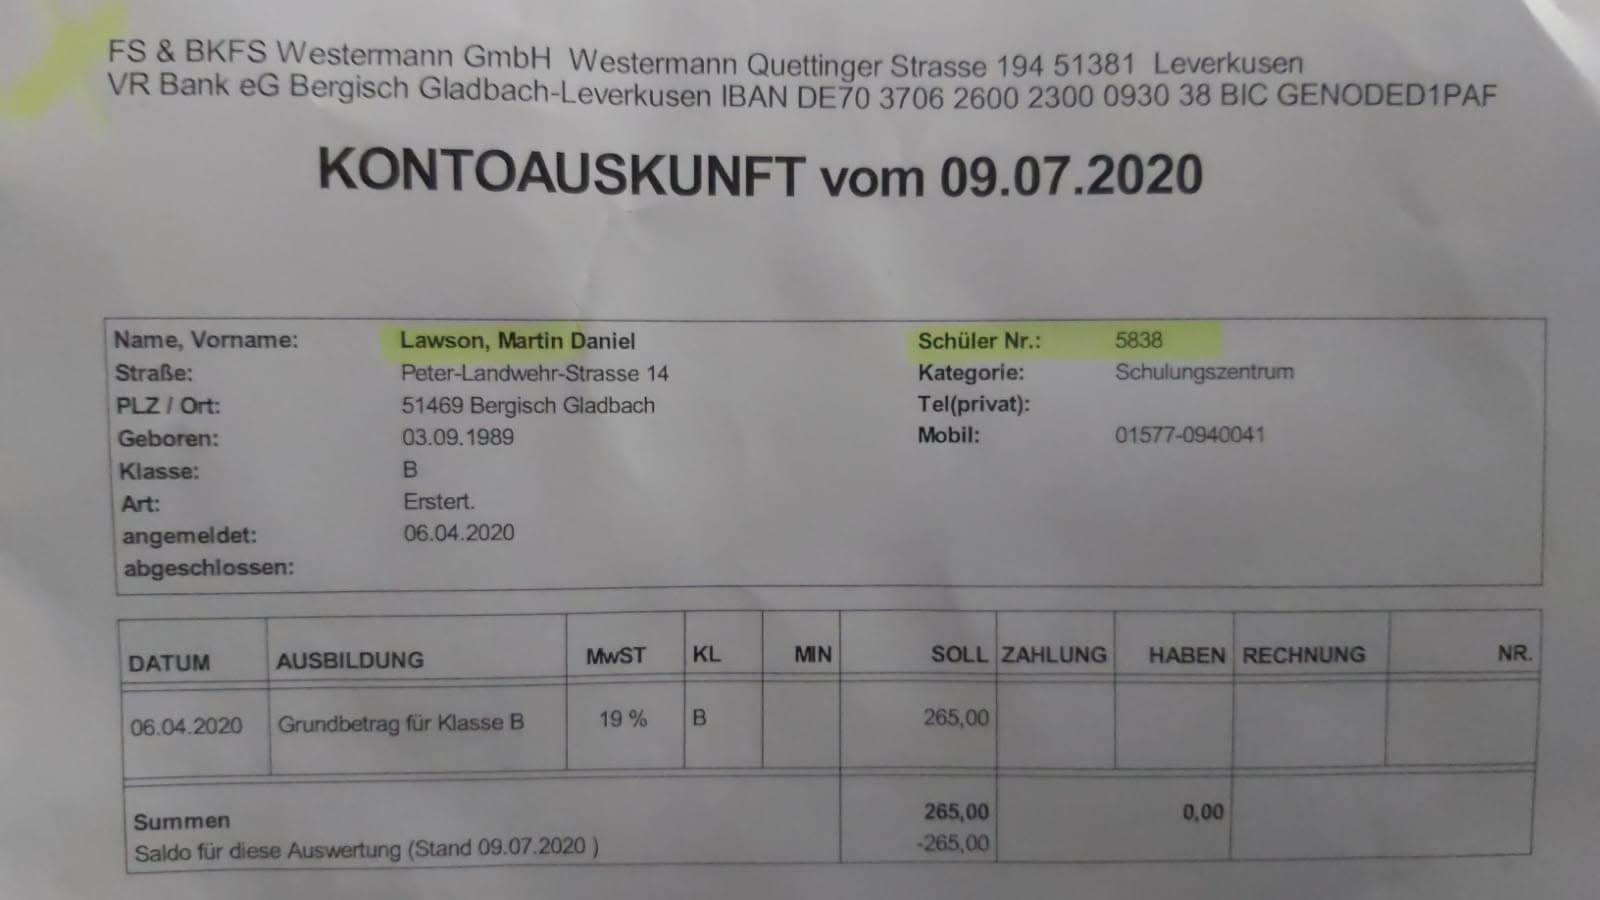 FS & BKFS Westermann GmbH Westermann Quettinger Strasse 194 51381 Leverkusen
VR Bank eG Bergisch Gladbach-Leverkusen IBAN DE70 3706 2600 2300 0930 38 BIC GENODED1PAF
KONTOAUSKUNFT vom 09.07.2020
Name, Vorname: Lawson, Martin Daniel Schüler Nr.: 5838
Straße: Peter-Landwehr-Strasse 14 Kategorie: Schulungszentrum
PLZ / Ort: 51469 Bergisch Gladbach Tel(privat):
Geboren: 03.09.1989 Mobil: 01577-0940041
Klasse: B
Art: Erstert.
angemeldet: 06.04.2020
abgeschlossen:
DATUM AUSBILDUNG MwST KL MIN SOLL ZAHLUNG HABEN RECHNUNG NR.
06.04.2020 Grundbetrag für Klasse B 19 % B 265,00
Summen 265,00 0,00
Saldo für diese Auswertung (Stand 09.07.2020 ) -265,00